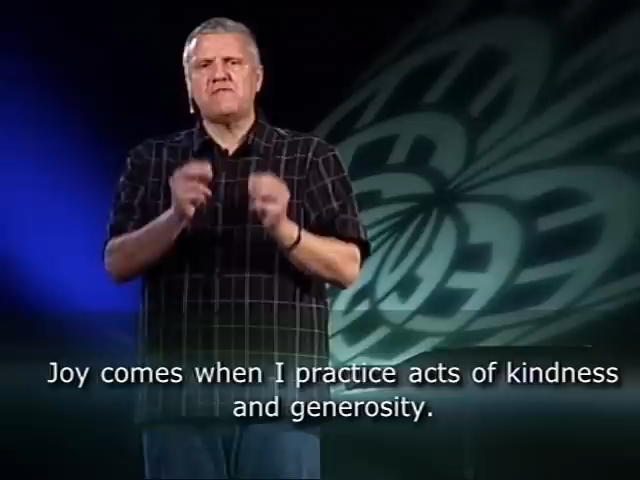 Joy comes when I practice acts of kindness
and generosity.